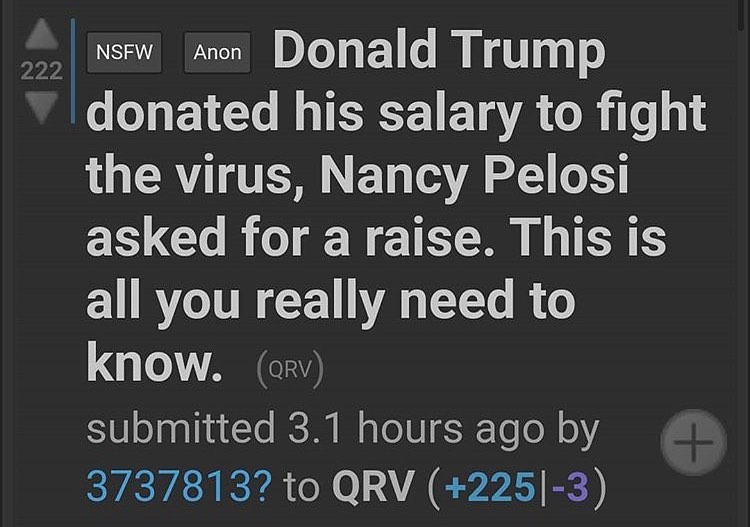 NSFW Anon Donald Trump
222
donated his salary to fight
the virus, Nancy Pelosi
asked for a raise. This is
all you really need to
know. (QRV)
submitted 3.1 hours ago by
3737813? to QRV (+225|-3)